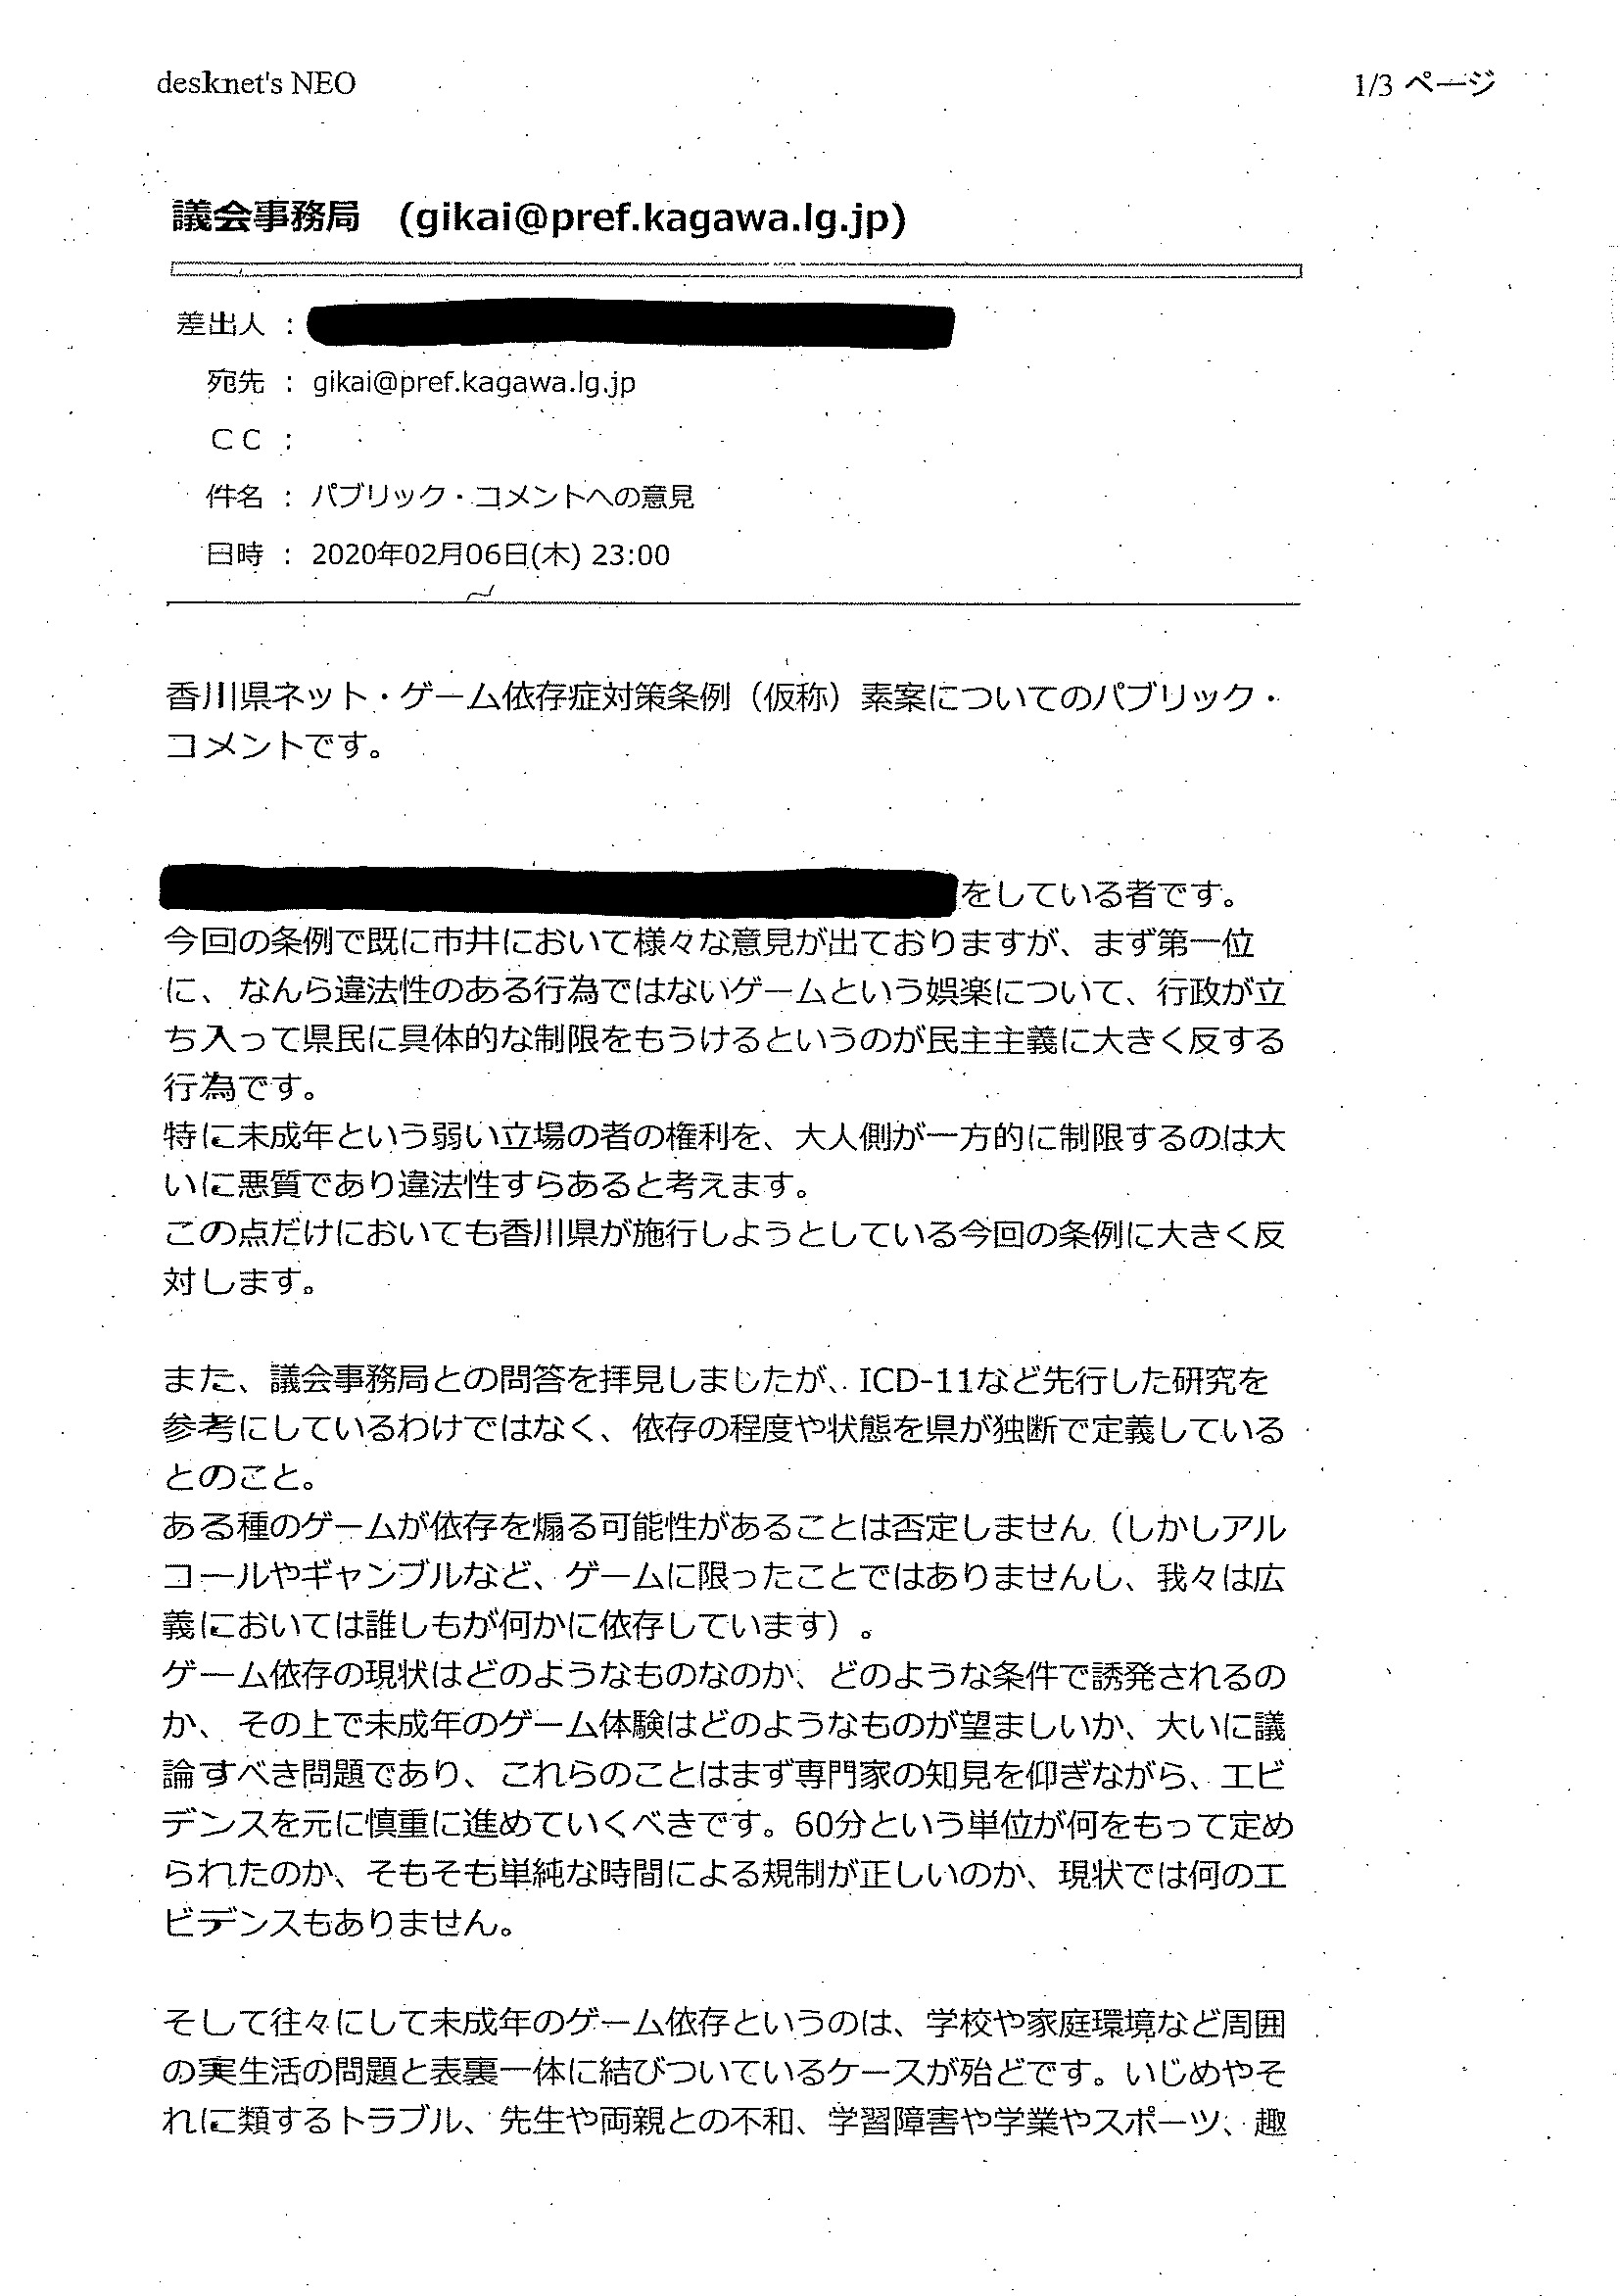 desknet's NEO
1/3 ページ
議会事務局 (gikai@pref.kagawa.lg.jp)
差出人 :
宛先 : gikai@pref.kagawa.lg.jp
CC :
件名 : パブリック・コメントへの意見
日時 : 2020年02月06日(木) 23:00
香川県ネット・ゲーム依存症対策条例（仮称）素案についてのパブリック・
コメントです。
をしている者です。
今回の条例で既に市井において様々な意見が出ておりますが、まず第一位
に、なんら違法性のある行為ではないゲームという娯楽について、行政が立
ち入って県民に具体的な制限をもうけるというのが民主主義に大きく反する
行為です。
特に未成年という弱い立場の者の権利を、大人側が一方的に制限するのは大
いに悪質であり違法性すらあると考えます。
この点だけにおいても香川県が施行しようとしている今回の条例に大きく反
対します。
また、議会事務局との問答を拝見しましたが、ICD-11など先行した研究を
参考にしているわけではなく、依存の程度や状態を県が独断で定義している
とのこと。
ある種のゲームが依存を煽る可能性があることは否定しません（しかしアル
コールやギャンブルなど、ゲームに限ったことではありませんし、我々は広
義においては誰しもが何かに依存しています）。
ゲーム依存の現状はどのようなものなのか、どのような条件で誘発されるの
か、その上で未成年のゲーム体験はどのようなものが望ましいか、大いに議
論すべき問題であり、これらのことはまず専門家の知見を仰ぎながら、エビ
デンスを元に慎重に進めていくべきです。60分という単位が何をもって定め
られたのか、そもそも単純な時間による規制が正しいのか、現状では何のエ
ビデンスもありません。
そして往々にして未成年のゲーム依存というのは、学校や家庭環境など周囲
の実生活の問題と表裏一体に結びついているケースが殆どです。いじめやそ
れに類するトラブル、先生や両親との不和、学習障害や学業やスポーツ、趣